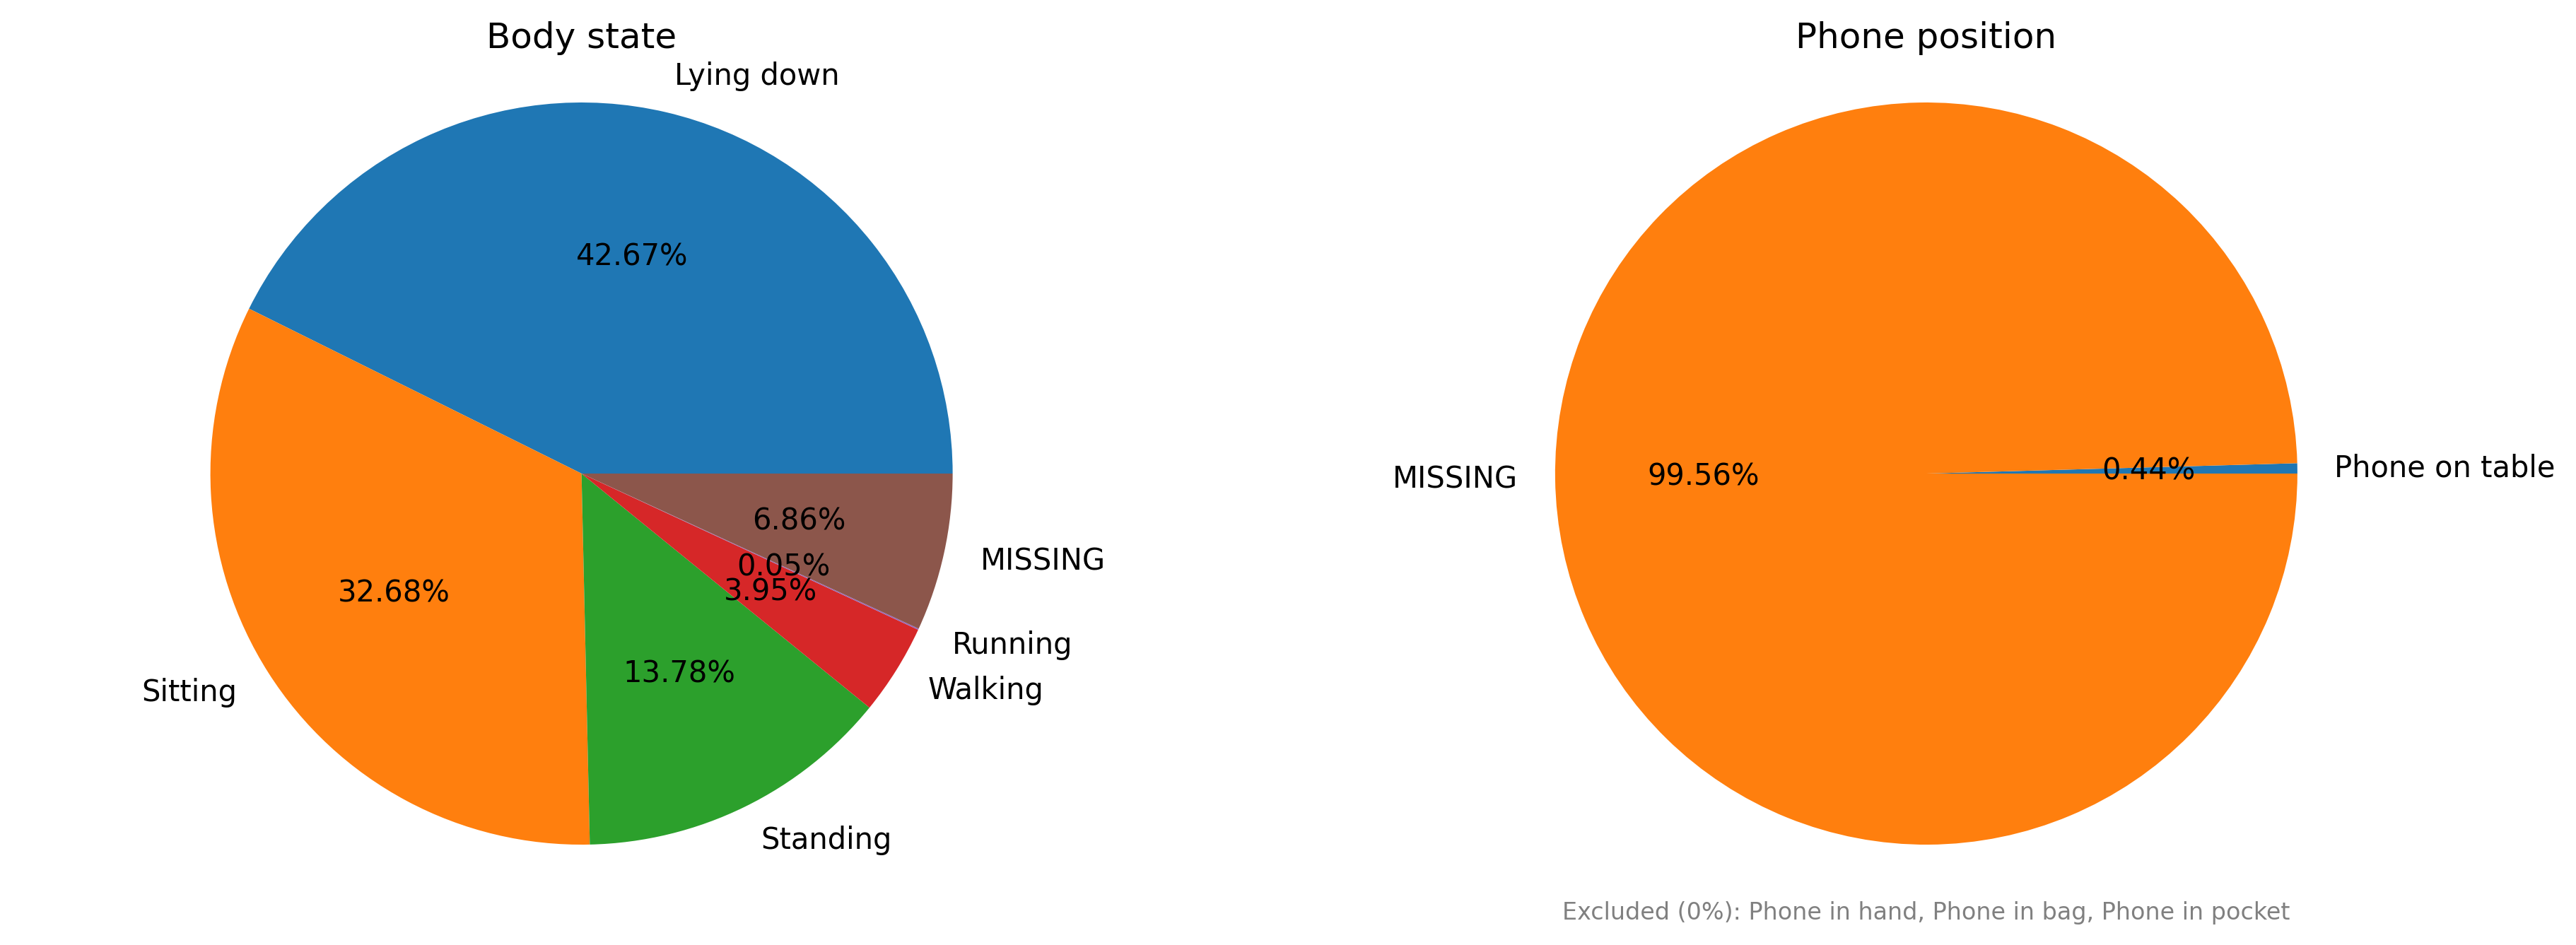 Body state
Lying down
42.67%
6.86%
0.05%
3.95%
MISSING
32.68%
Running
13.78%
Sitting
Walking
Standing
Phone position
MISSING
99.56%
0.44%
Phone on table
Excluded (0%): Phone in hand, Phone in bag, Phone in pocket